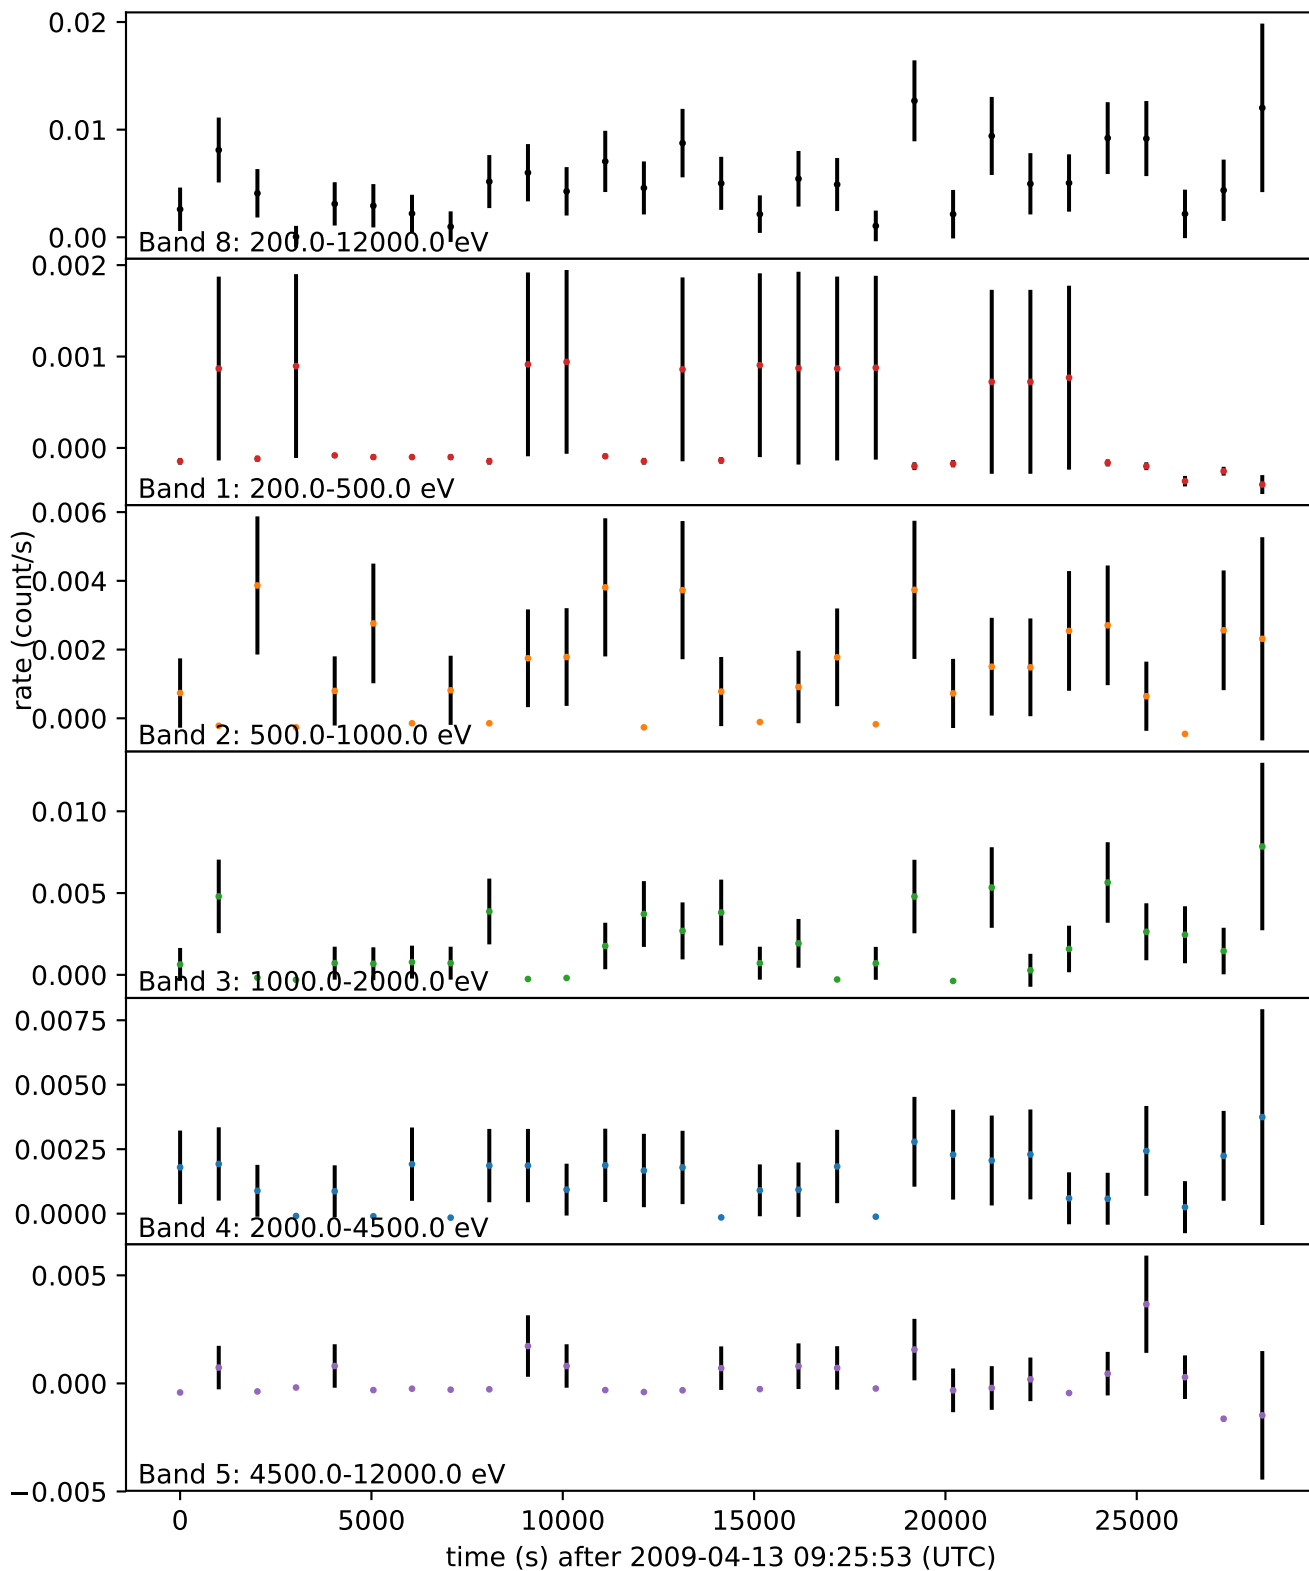 0.02
0.01
0.00
Band 8: 200.0-12000.0 eV
0.002
0.001
0.000
Band 1: 200.0-500.0 eV
rate (count/s)
0.006
0.004
0.002
0.000
Band 2: 500.0-1000.0 eV
0.010
0.005
0.000
Band 3: 1000.0-2000.0 eV
0.0075
0.0050
0.0025
0.0000
Band 4: 2000.0-4500.0 eV
0.005
0.000
−0.005
Band 5: 4500.0-12000.0 eV
0 5000 10000 15000 20000 25000
time (s) after 2009-04-13 09:25:53 (UTC)